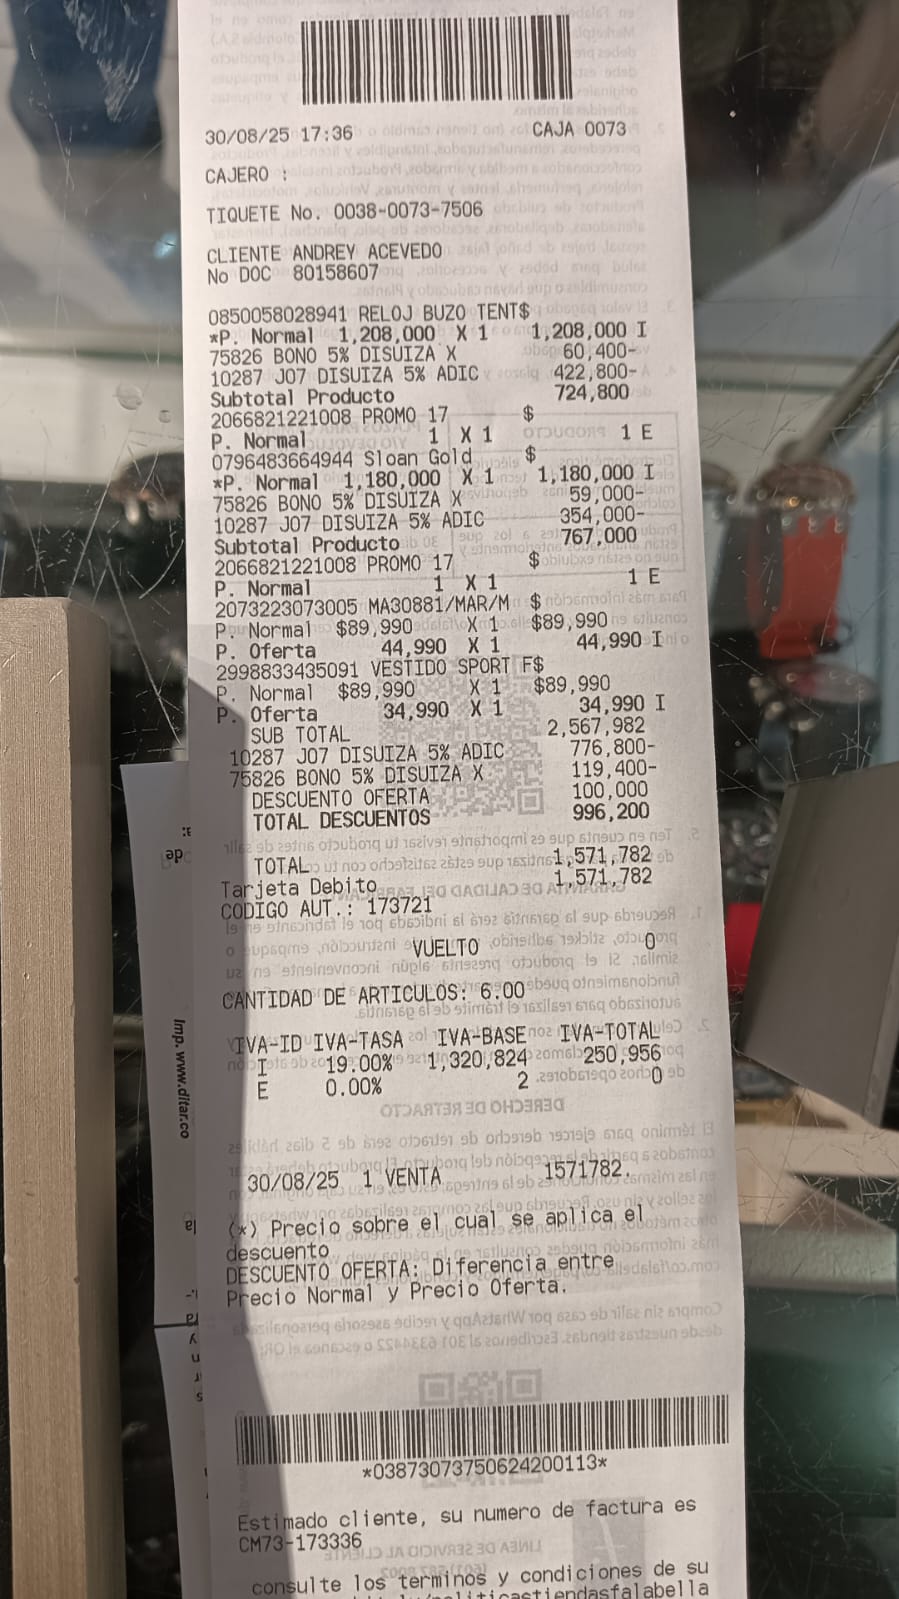 30/08/25 17:36 CAJA 0073
CAJERO :
TIQUETE No. 0038-0073-7506
CLIENTE ANDREY ACEVEDO
No DOC 80158607
0850058028941 RELOJ BUZO TENT$
*P. Normal 1,208,000 X 1 1,208,000 I
75826 BONO 5% DISUIZA X 60,400-
10287 J07 DISUIZA 5% ADIC 422,800-
Subtotal Producto 724,800
2066821221008 PROMO 17 $
P. Normal 1 X 1 1 E
0796483664944 Sloan Gold $
*P. Normal 1,180,000 X 1 1,180,000 I
75826 BONO 5% DISUIZA X 59,000-
10287 J07 DISUIZA 5% ADIC 354,000-
Subtotal Producto 767,000
2066821221008 PROMO 17 $
P. Normal 1 X 1 1 E
2073223073005 MA30881/MAR/M $
P. Normal $89,990 X 1 $89,990
P. Oferta 44,990 X 1 44,990 I
2998833435091 VESTIDO SPORT F$
P. Normal $89,990 X 1 $89,990
P. Oferta 34,990 X 1 34,990 I
SUB TOTAL 2,567,982
10287 J07 DISUIZA 5% ADIC 776,800-
75826 BONO 5% DISUIZA X 119,400-
DESCUENTO OFERTA 100,000
TOTAL DESCUENTOS 996,200
TOTAL 1,571,782
Tarjeta Debito 1,571,782
CODIGO AUT.: 173721
VUELTO 0
CANTIDAD DE ARTICULOS: 6.00
IVA-ID IVA-TASA IVA-BASE IVA-TOTAL
I 19.00% 1,320,824 250,956
E 0.00% 2 0
30/08/25 1 VENTA 1571782.
(*) Precio sobre el cual se aplica el
descuento
DESCUENTO OFERTA: Diferencia entre
Precio Normal y Precio Oferta.
*03873073750624200113*
Estimado cliente, su numero de factura es
CM73-173336
consulte los terminos y condiciones de su
Imp. www.ditar.co